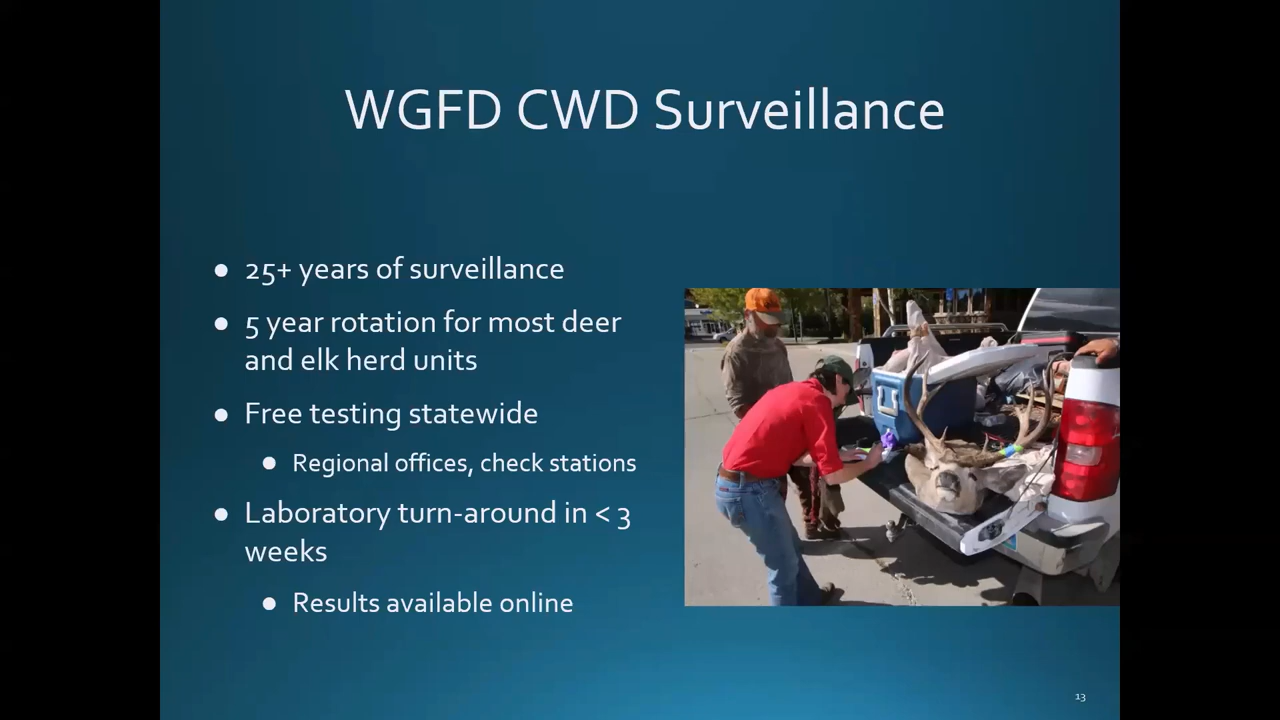 WGFD CWD Surveillance
● 25+ years of surveillance
● 5 year rotation for most deer
and elk herd units
● Free testing statewide
● Regional offices, check stations
● Laboratory turn-around in < 3
weeks
● Results available online
13